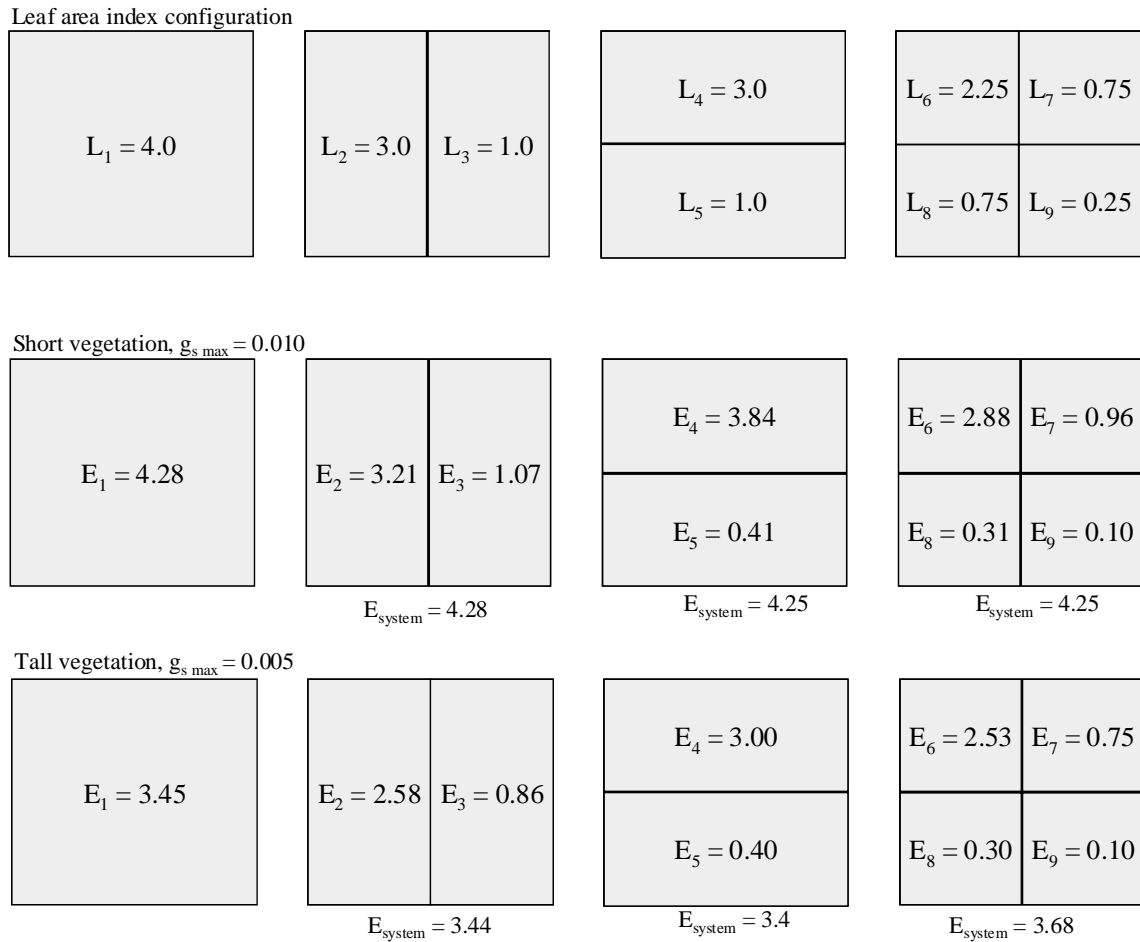 Leaf area index configuration
L₁ = 4.0
L₂ = 3.0
L₃ = 1.0
L₄ = 3.0
L₅ = 1.0
L₆ = 2.25
L₇ = 0.75
L₈ = 0.75
L₉ = 0.25
Short vegetation, gₛ ₘₐₓ = 0.010
E₁ = 4.28
E₂ = 3.21
E₃ = 1.07
E₄ = 3.84
E₅ = 0.41
E₆ = 2.88
E₇ = 0.96
E₈ = 0.31
E₉ = 0.10
E_system = 4.28
E_system = 4.25
E_system = 4.25
Tall vegetation, gₛ ₘₐₓ = 0.005
E₁ = 3.45
E₂ = 2.58
E₃ = 0.86
E₄ = 3.00
E₅ = 0.40
E₆ = 2.53
E₇ = 0.75
E₈ = 0.30
E₉ = 0.10
E_system = 3.44
E_system = 3.4
E_system = 3.68